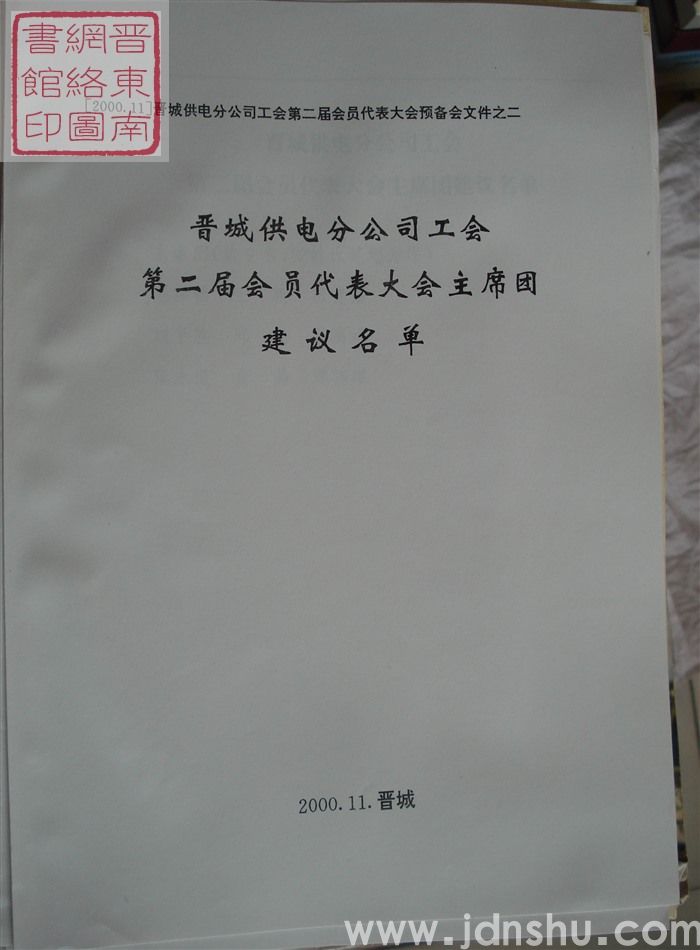 晋東南
網絡圖
書館印
[2000.11]晋城供电分公司工会第二届会员代表大会预备会文件之二
晋城供电分公司工会
第二届会员代表大会主席团
建议名单
2000.11.晋城
www.jdnshu.com